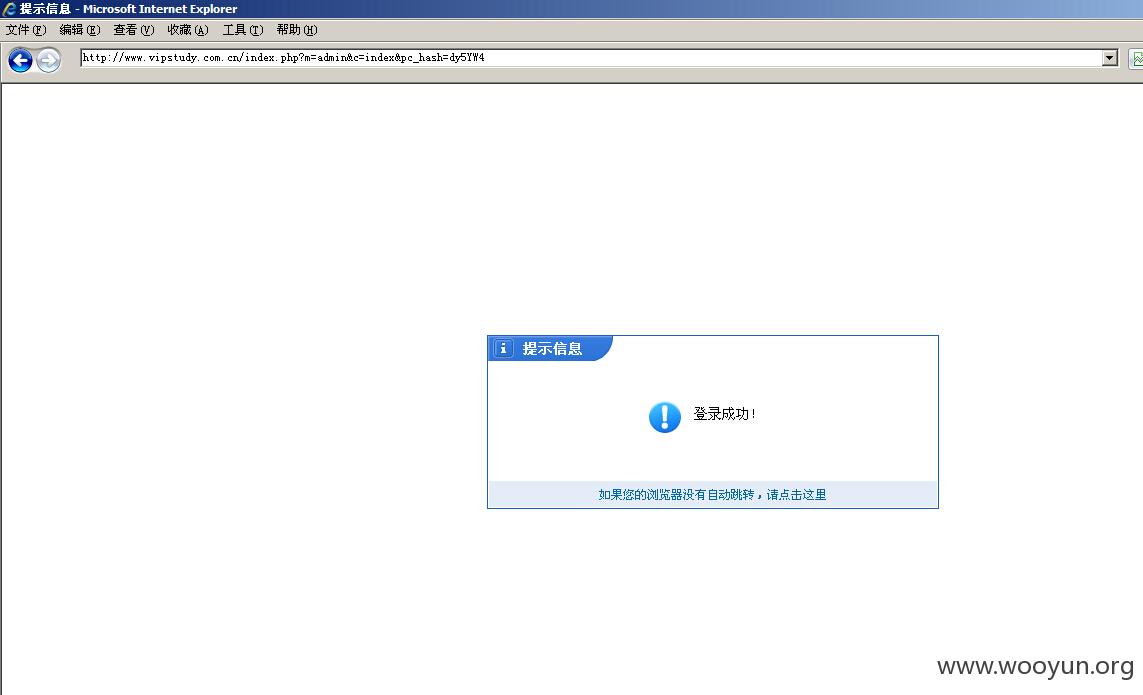 提示信息 - Microsoft Internet Explorer
文件(F) 编辑(E) 查看(V) 收藏(A) 工具(T) 帮助(H)
http://www.vipstudy.com.cn/index.php?m=admin&c=index&pc_hash=dy5YW4
提示信息
登录成功!
如果您的浏览器没有自动跳转，请点击这里
www.wooyun.org